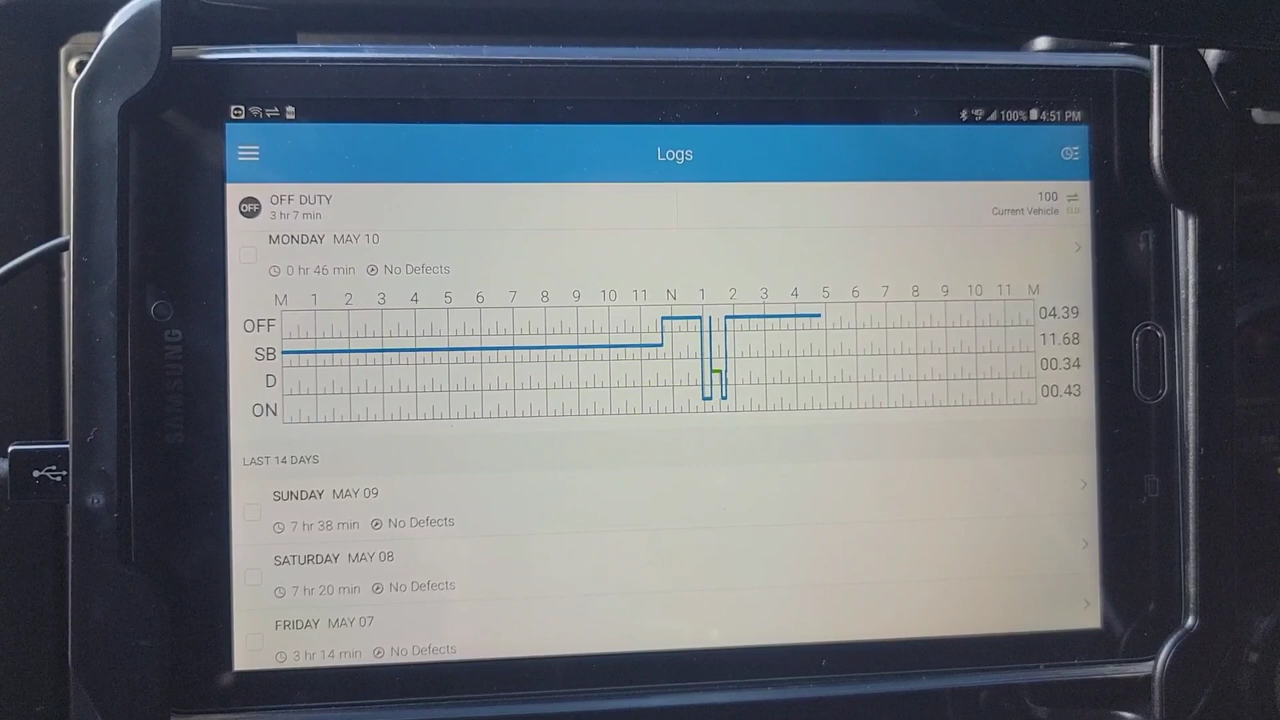 100% 4:51 PM
Logs
OFF
OFF DUTY
3 hr 7 min
100
Current Vehicle
MONDAY MAY 10
0 hr 46 min No Defects
M 1 2 3 4 5 6 7 8 9 10 11 N 1 2 3 4 5 6 7 8 9 10 11 M
OFF 04.39
SB 11.68
D 00.34
ON 00.43
LAST 14 DAYS
SUNDAY MAY 09
7 hr 38 min No Defects
SATURDAY MAY 08
7 hr 20 min No Defects
FRIDAY MAY 07
3 hr 14 min No Defects
SAMSUNG